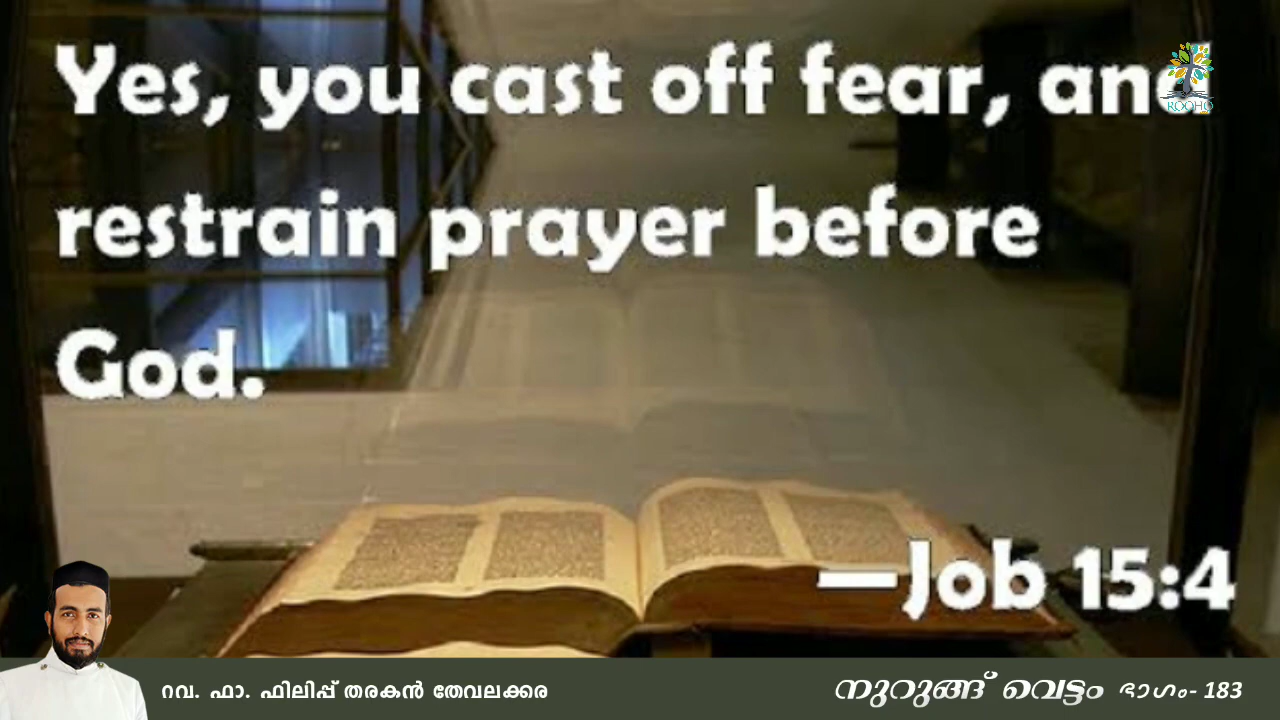 Yes, you cast off fear, and
restrain prayer before
God.
—Job 15:4
ROOHO
റവ. ഫാ. ഫിലിപ്പ് തരകൻ തേവലക്കര
നുറുങ്ങ് വെട്ടം ഭാഗം- 183